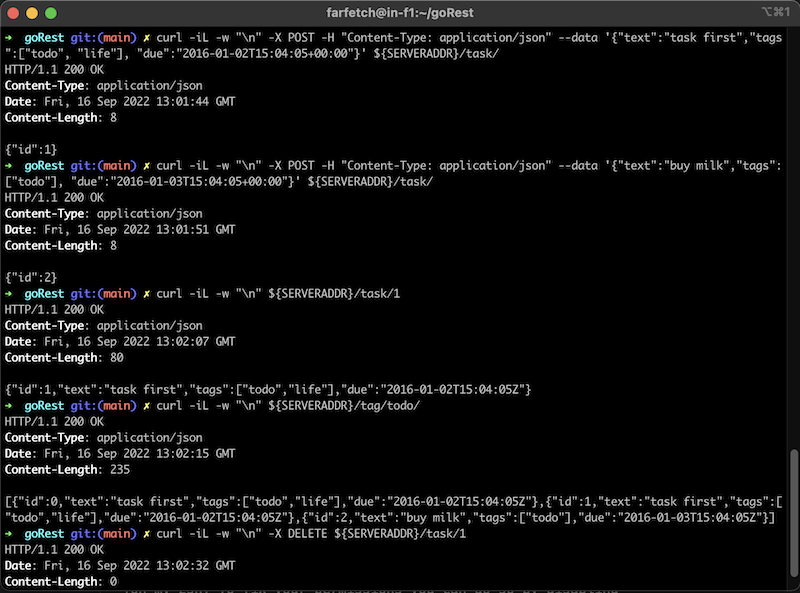 farfetch@in-f1:~/goRest
⌥⌘1
➜  goRest git:(main) ✗ curl -iL -w "\n" -X POST -H "Content-Type: application/json" --data '{"text":"task first","tags
":["todo", "life"], "due":"2016-01-02T15:04:05+00:00"}' ${SERVERADDR}/task/
HTTP/1.1 200 OK
Content-Type: application/json
Date: Fri, 16 Sep 2022 13:01:44 GMT
Content-Length: 8
{"id":1}
➜  goRest git:(main) ✗ curl -iL -w "\n" -X POST -H "Content-Type: application/json" --data '{"text":"buy milk","tags":
["todo"], "due":"2016-01-03T15:04:05+00:00"}' ${SERVERADDR}/task/
HTTP/1.1 200 OK
Content-Type: application/json
Date: Fri, 16 Sep 2022 13:01:51 GMT
Content-Length: 8
{"id":2}
➜  goRest git:(main) ✗ curl -iL -w "\n" ${SERVERADDR}/task/1
HTTP/1.1 200 OK
Content-Type: application/json
Date: Fri, 16 Sep 2022 13:02:07 GMT
Content-Length: 80
{"id":1,"text":"task first","tags":["todo","life"],"due":"2016-01-02T15:04:05Z"}
➜  goRest git:(main) ✗ curl -iL -w "\n" ${SERVERADDR}/tag/todo/
HTTP/1.1 200 OK
Content-Type: application/json
Date: Fri, 16 Sep 2022 13:02:15 GMT
Content-Length: 235
[{"id":0,"text":"task first","tags":["todo","life"],"due":"2016-01-02T15:04:05Z"},{"id":1,"text":"task first","tags":[
"todo","life"],"due":"2016-01-02T15:04:05Z"},{"id":2,"text":"buy milk","tags":["todo"],"due":"2016-01-03T15:04:05Z"}]
➜  goRest git:(main) ✗ curl -iL -w "\n" -X DELETE ${SERVERADDR}/task/1
HTTP/1.1 200 OK
Date: Fri, 16 Sep 2022 13:02:32 GMT
Content-Length: 0